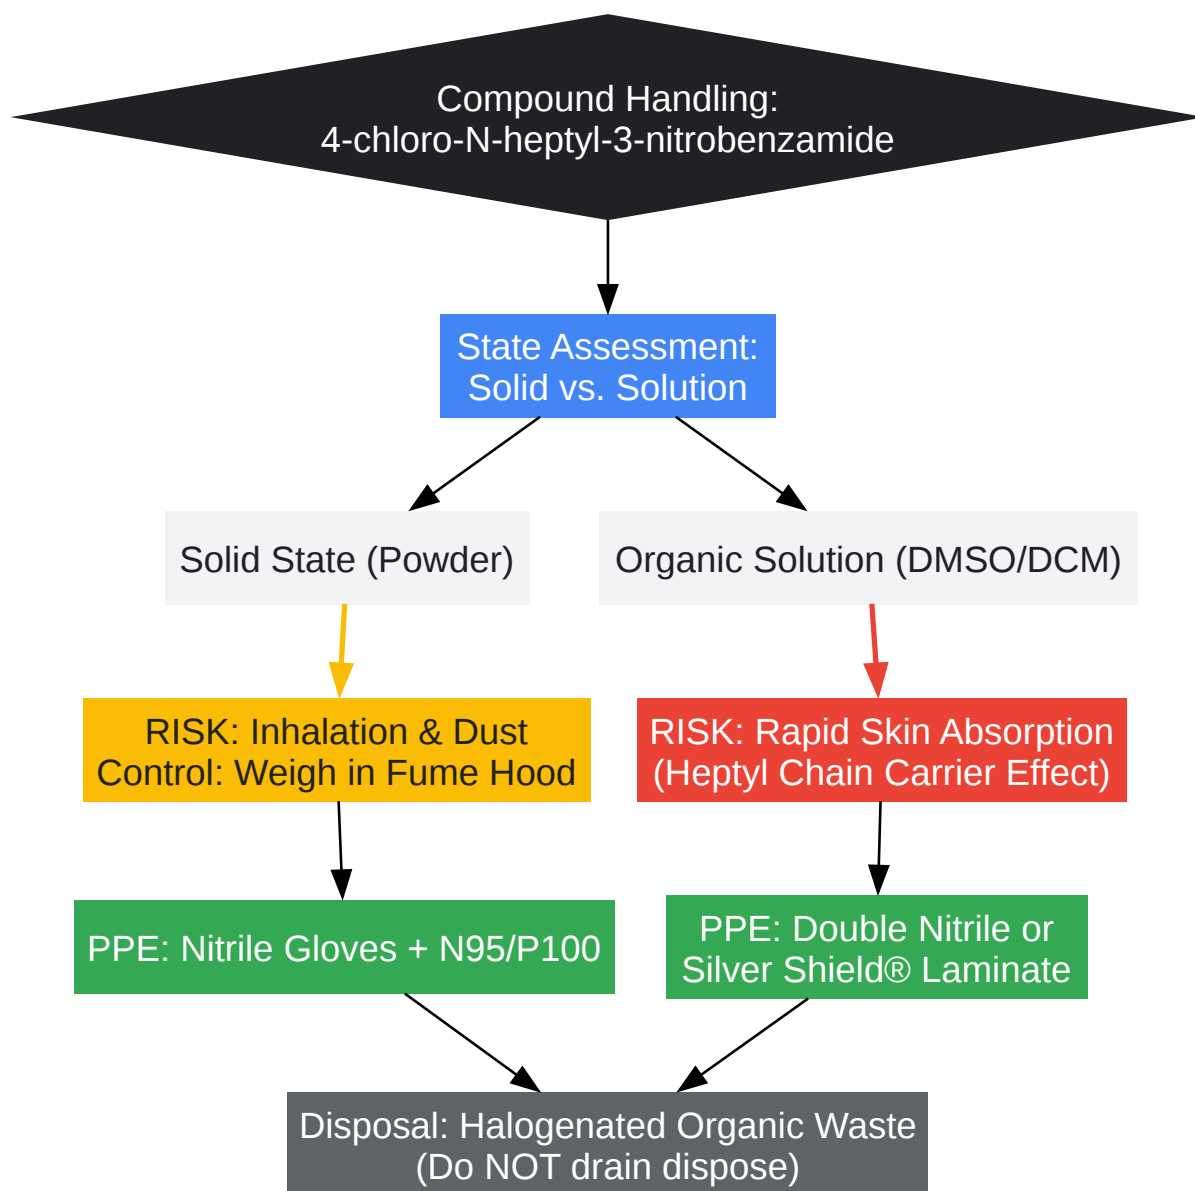 Compound Handling:
4-chloro-N-heptyl-3-nitrobenzamide
State Assessment:
Solid vs. Solution
Solid State (Powder)
Organic Solution (DMSO/DCM)
RISK: Inhalation & Dust
Control: Weigh in Fume Hood
RISK: Rapid Skin Absorption
(Heptyl Chain Carrier Effect)
PPE: Nitrile Gloves + N95/P100
PPE: Double Nitrile or
Silver Shield® Laminate
Disposal: Halogenated Organic Waste
(Do NOT drain dispose)